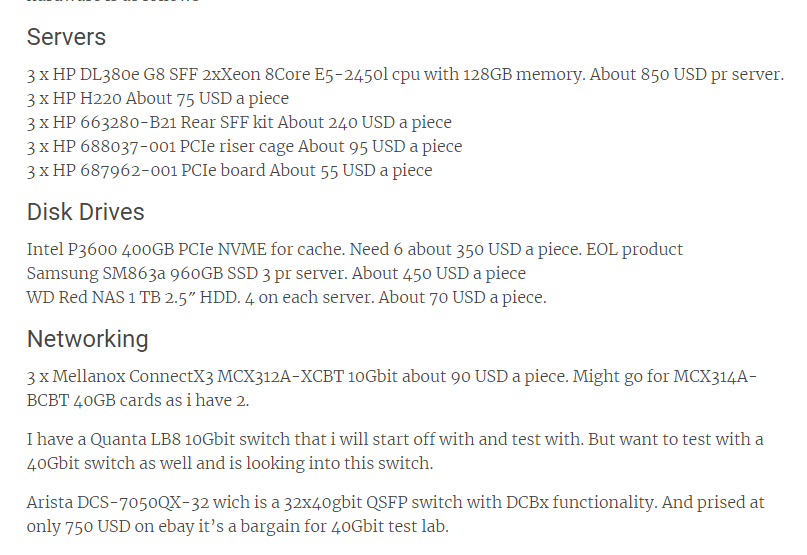 Servers
3 x HP DL380e G8 SFF 2xXeon 8Core E5-2450l cpu with 128GB memory. About 850 USD pr server.
3 x HP H220 About 75 USD a piece
3 x HP 663280-B21 Rear SFF kit About 240 USD a piece
3 x HP 688037-001 PCIe riser cage About 95 USD a piece
3 x HP 687962-001 PCIe board About 55 USD a piece
Disk Drives
Intel P3600 400GB PCIe NVME for cache. Need 6 about 350 USD a piece. EOL product
Samsung SM863a 960GB SSD 3 pr server. About 450 USD a piece
WD Red NAS 1 TB 2.5″ HDD. 4 on each server. About 70 USD a piece.
Networking
3 x Mellanox ConnectX3 MCX312A-XCBT 10Gbit about 90 USD a piece. Might go for MCX314A-
BCBT 40GB cards as i have 2.
I have a Quanta LB8 10Gbit switch that i will start off with and test with. But want to test with a
40Gbit switch as well and is looking into this switch.
Arista DCS-7050QX-32 wich is a 32x40gbit QSFP switch with DCBx functionality. And prised at
only 750 USD on ebay it's a bargain for 40Gbit test lab.